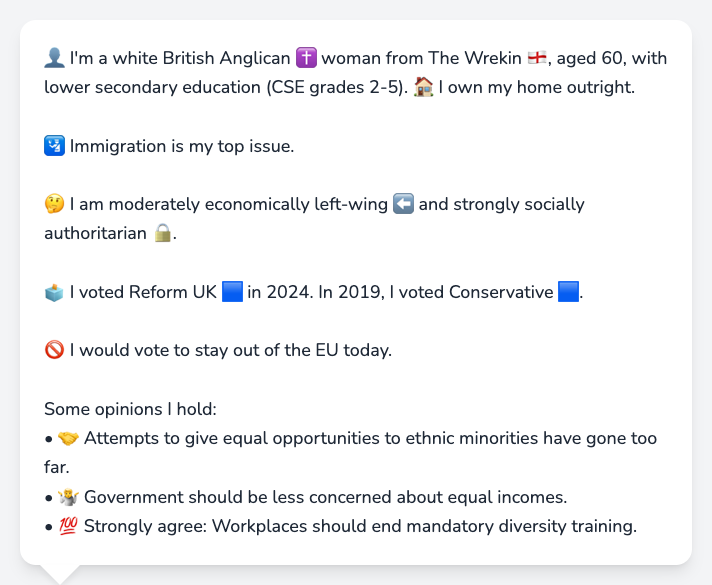 👤 I'm a white British Anglican ✝️ woman from The Wrekin 🏴󠁧󠁢󠁥󠁮󠁧󠁿, aged 60, with
lower secondary education (CSE grades 2-5). 🏠 I own my home outright.
🛂 Immigration is my top issue.
🤔 I am moderately economically left-wing ⬅️ and strongly socially
authoritarian 🔒.
🗳️ I voted Reform UK 🟦 in 2024. In 2019, I voted Conservative 🟦.
🚫 I would vote to stay out of the EU today.
Some opinions I hold:
• 🤝 Attempts to give equal opportunities to ethnic minorities have gone too
far.
• 🤷 Government should be less concerned about equal incomes.
• 💯 Strongly agree: Workplaces should end mandatory diversity training.